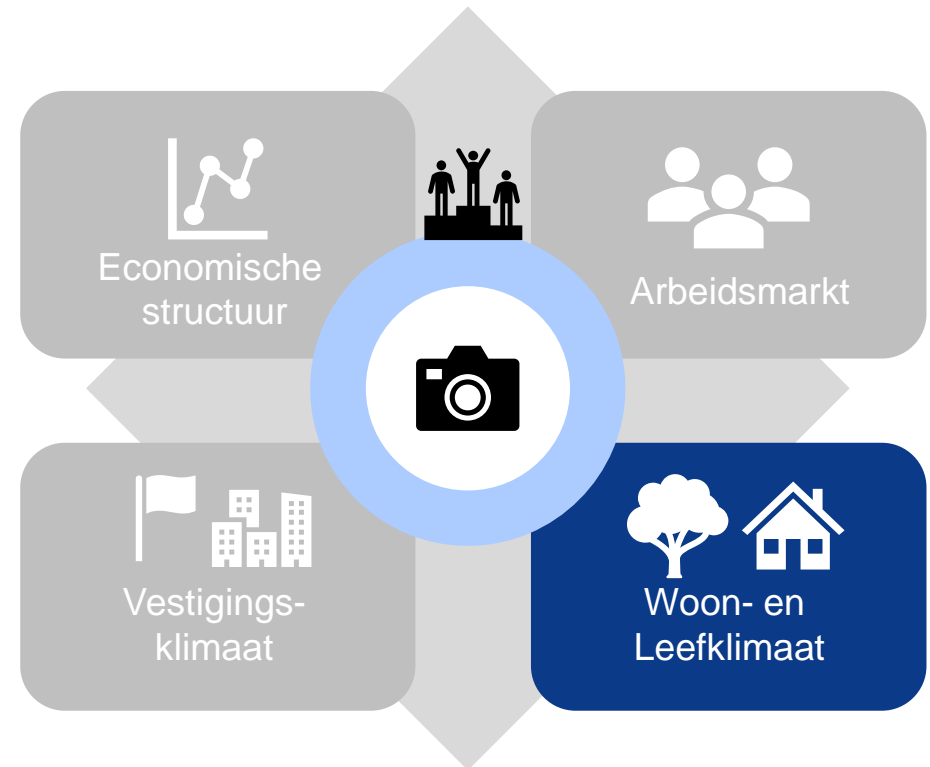 Economische
structuur
Arbeidsmarkt
Vestigings-
klimaat
Woon- en
Leefklimaat